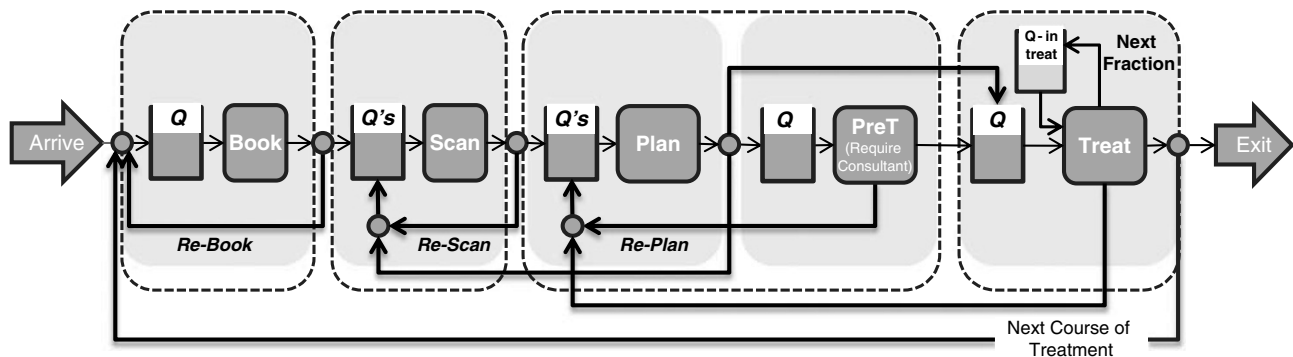 Arrive
Q
Book
Re-Book
Q's
Scan
Re-Scan
Q's
Plan
Re-Plan
Q
PreT
(Require
Consultant)
Q - in
treat
Next
Fraction
Q
Treat
Exit
Next Course of
Treatment